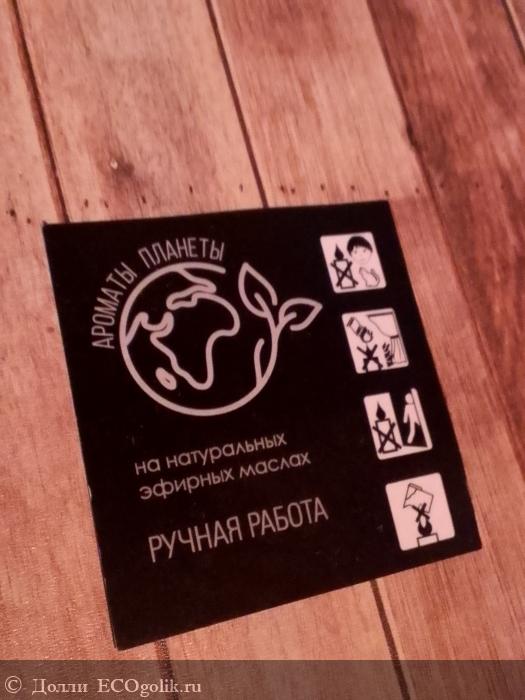 АРОМАТЫ ПЛАНЕТЫ
на натуральных
эфирных маслах
РУЧНАЯ РАБОТА
© Долли ECOgolik.ru